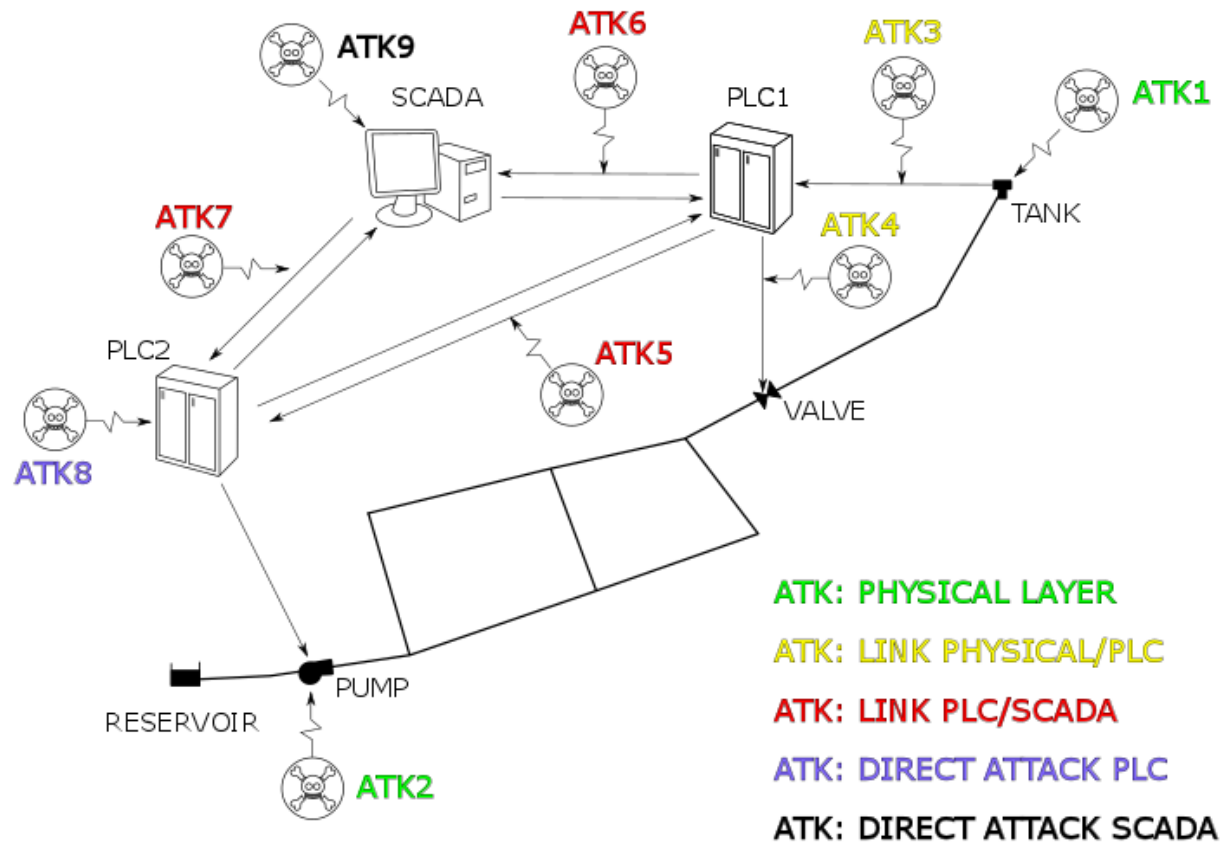 ATK6
ATK3
ATK9
ATK1
SCADA
PLC1
TANK
ATK7
ATK4
PLC2
ATK5
VALVE
ATK8
ATK: PHYSICAL LAYER
ATK: LINK PHYSICAL/PLC
PUMP
RESERVOIR
ATK: LINK PLC/SCADA
ATK: DIRECT ATTACK PLC
ATK2
ATK: DIRECT ATTACK SCADA